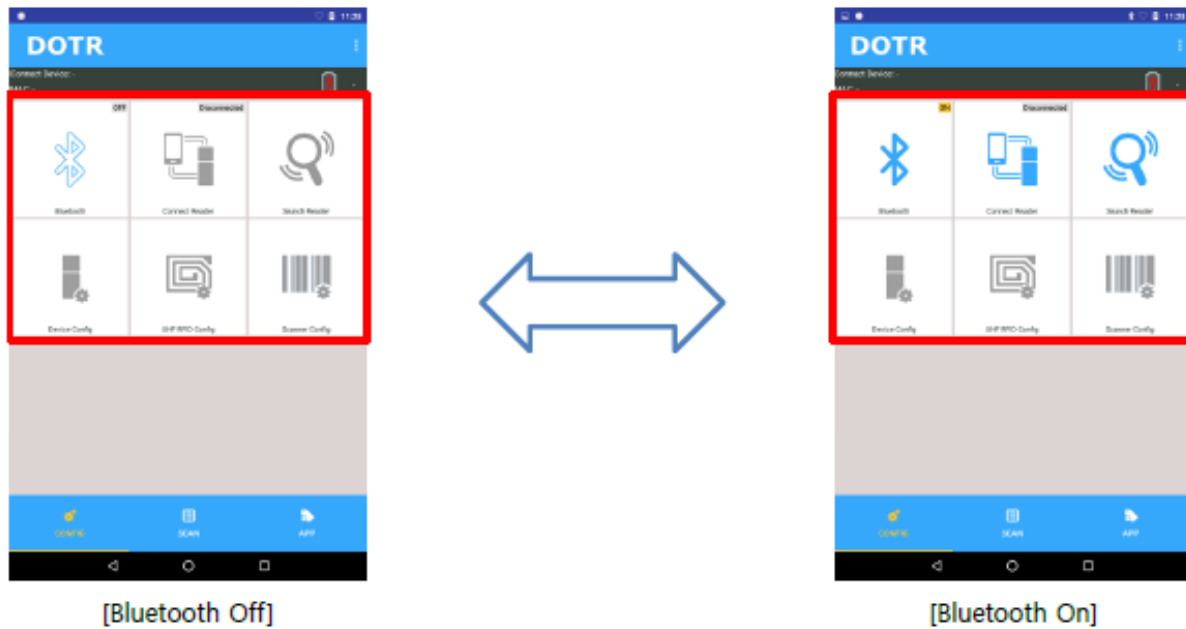 11:28
DOTR
Connect Device: -
MAC: -
OFF
Disconnected
Bluetooth
Connect Reader
Search Reader
Device Config
UHF RFID Config
Scanner Config
CONFIG
SCAN
APP
[Bluetooth Off]
11:28
DOTR
Connect Device: -
MAC: -
ON
Disconnected
Bluetooth
Connect Reader
Search Reader
Device Config
UHF RFID Config
Scanner Config
CONFIG
SCAN
APP
[Bluetooth On]